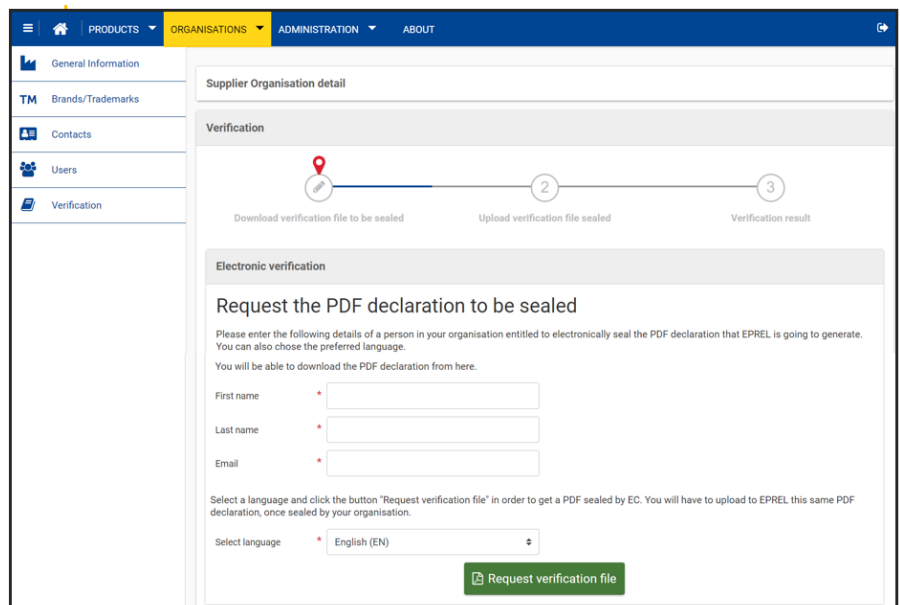 PRODUCTS ORGANISATIONS ADMINISTRATION ABOUT
General Information
TM Brands/Trademarks
Contacts
Users
Verification
Supplier Organisation detail
Verification
2 3
Download verification file to be sealed Upload verification file sealed Verification result
Electronic verification
Request the PDF declaration to be sealed
Please enter the following details of a person in your organisation entitled to electronically seal the PDF declaration that EPREL is going to generate.
You can also chose the preferred language.
You will be able to download the PDF declaration from here.
First name *
Last name *
Email *
Select a language and click the button "Request verification file" in order to get a PDF sealed by EC. You will have to upload to EPREL this same PDF
declaration, once sealed by your organisation.
Select language * English (EN)
Request verification file